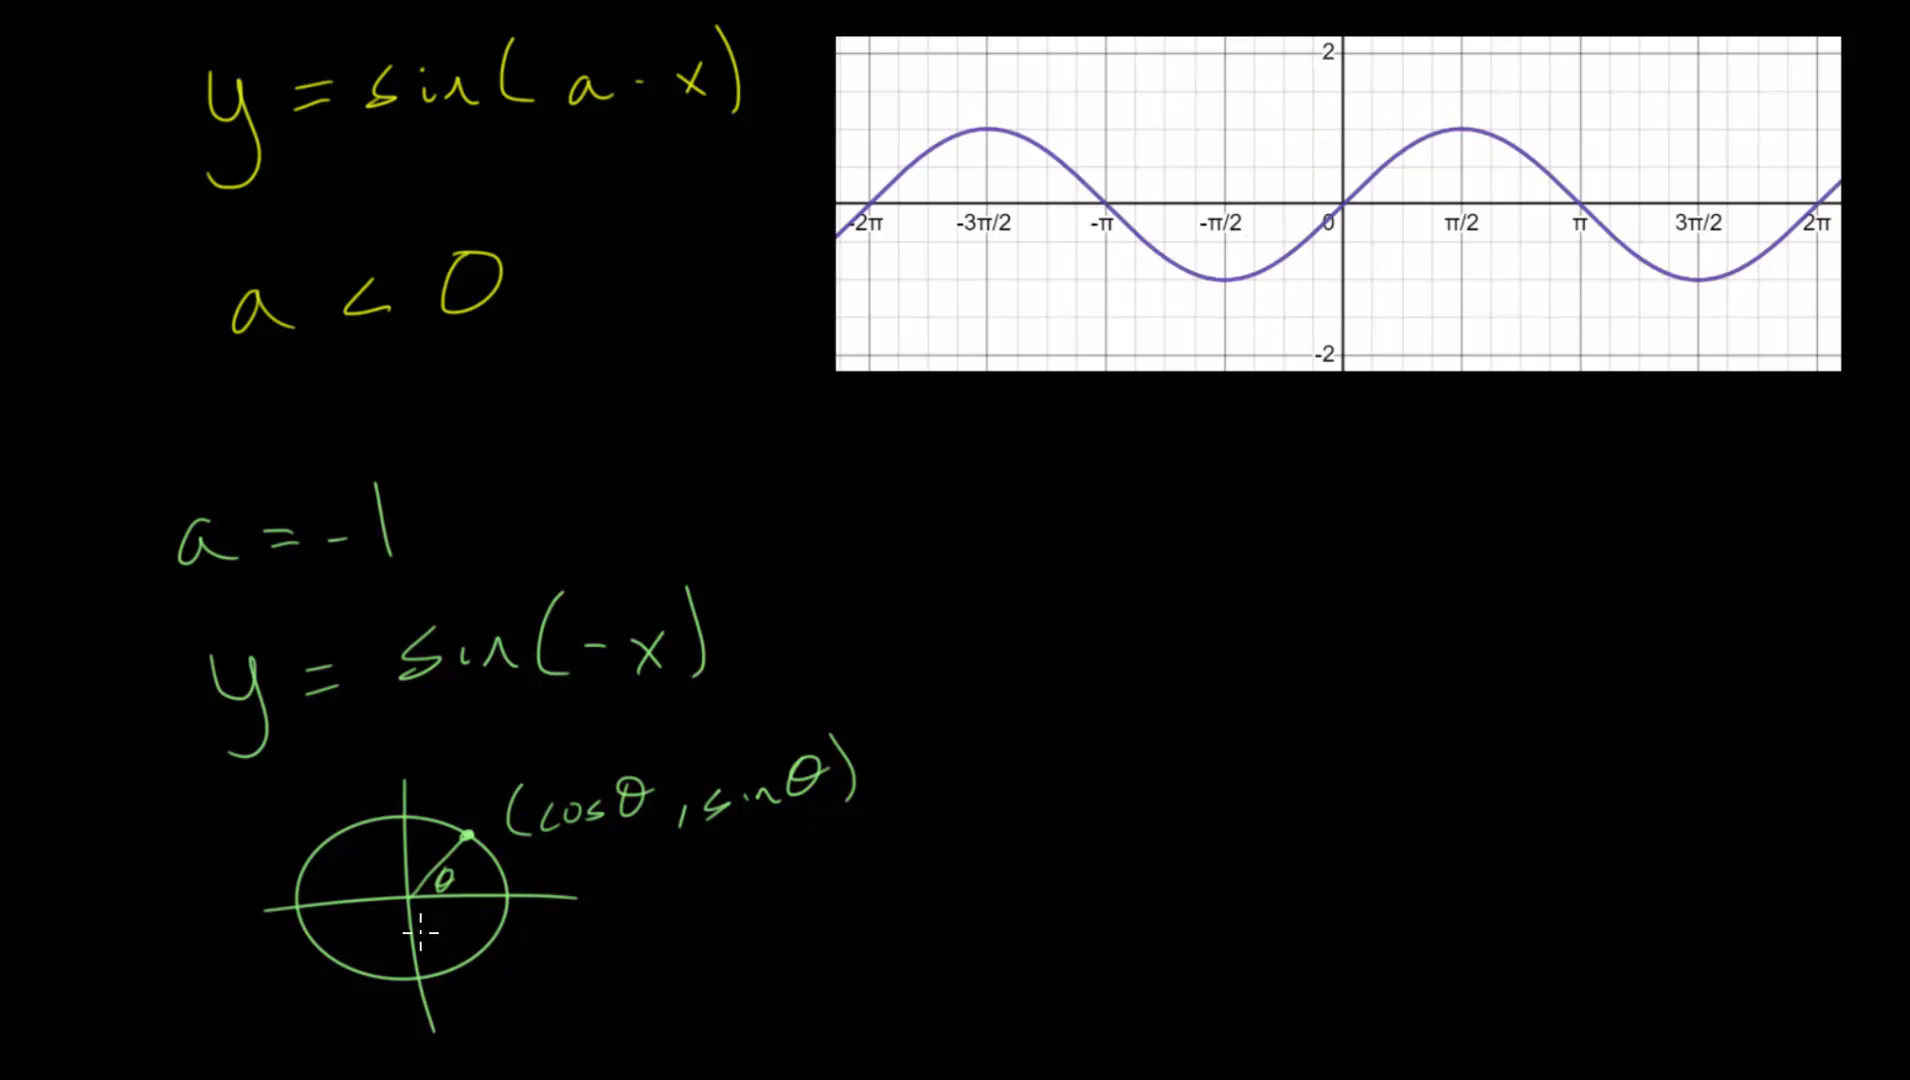 y = sin(a·x)
a < 0
2
-2π -3π/2 -π -π/2 0 π/2 π 3π/2 2π
-2
a = -1
y = sin(-x)
(cosθ, sinθ)
θ